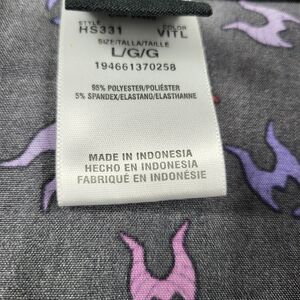 STYLE COLOR
HS331 VITL
SIZE/TALLA/TAILLE
L/G/G
194661370258
95% POLYESTER/POLIÉSTER
5% SPANDEX/ELASTANO/ELASTHANNE
MADE IN INDONESIA
HECHO EN INDONESIA
FABRIQUÉ EN INDONÉSIE